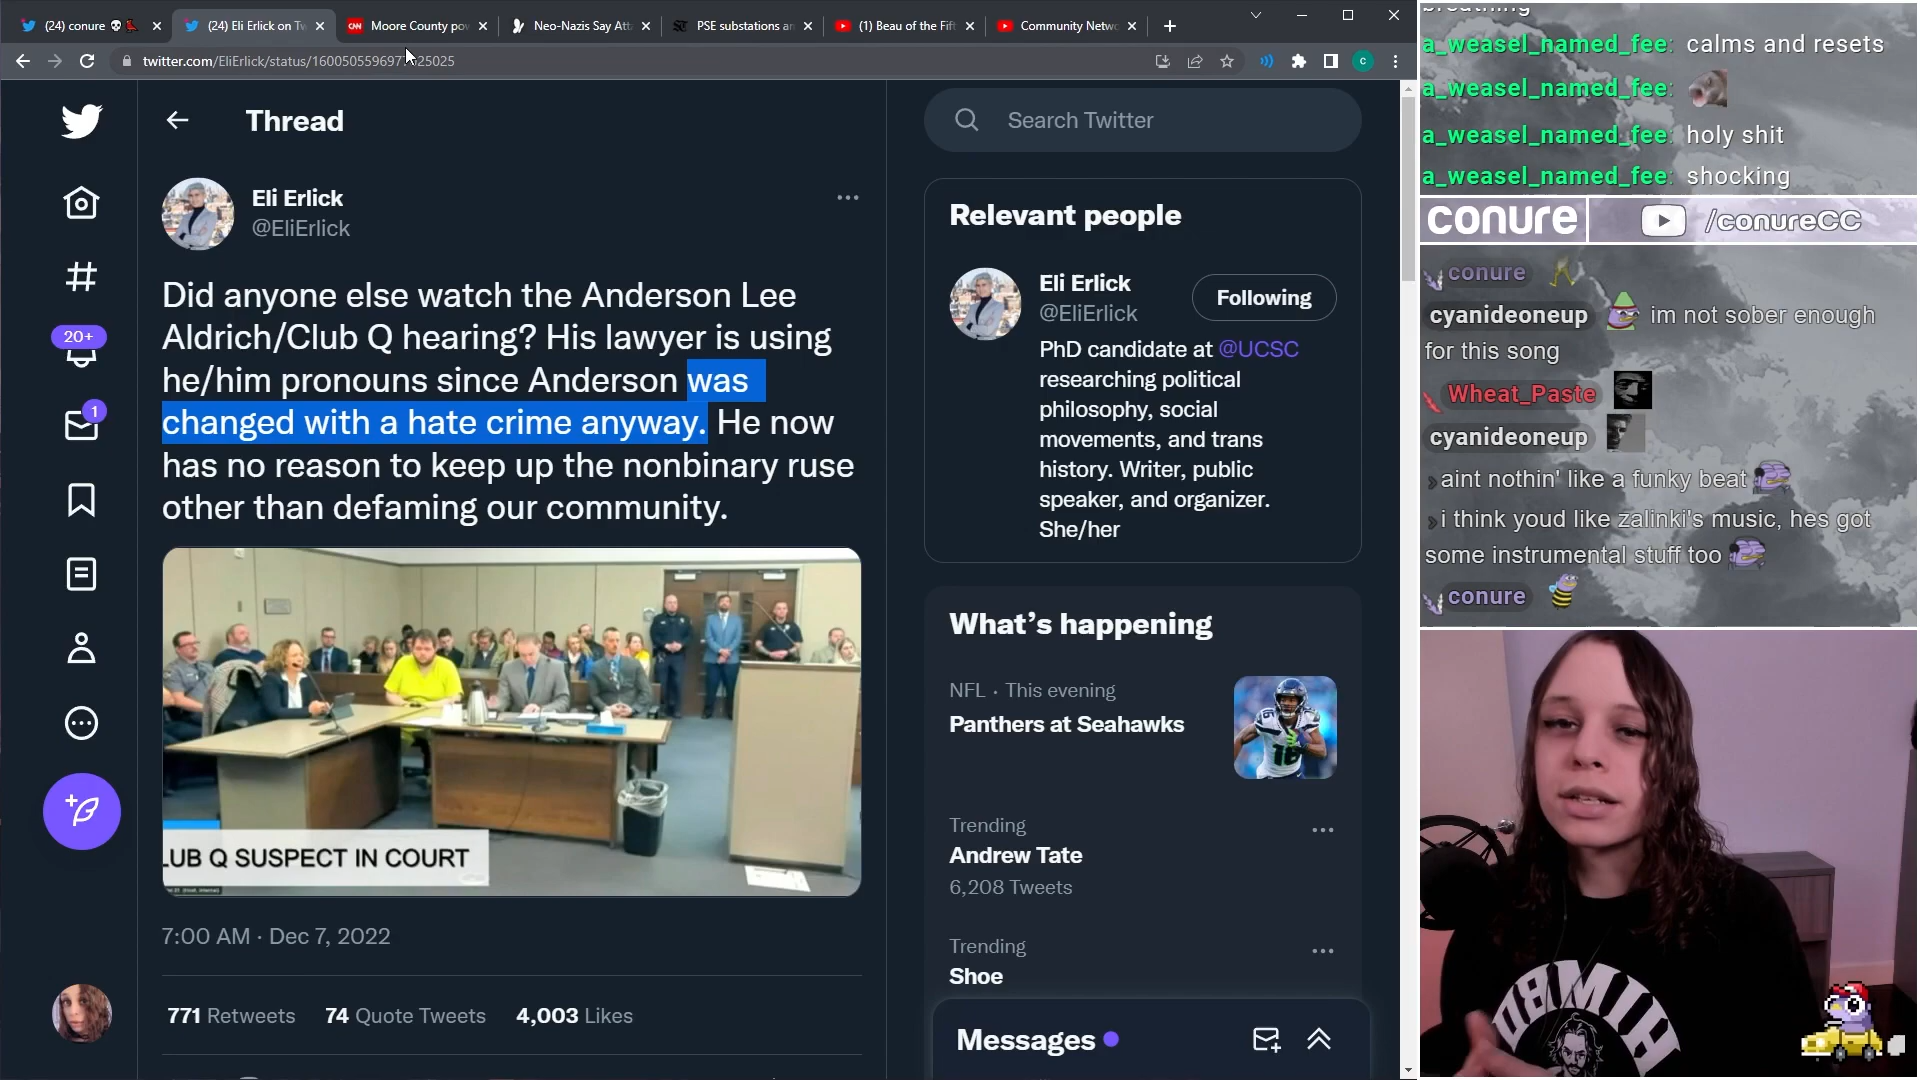 (24) conure
(24) Eli Erlick on Tw
Moore County po
Neo-Nazis Say Att
PSE substations an
(1) Beau of the Fift
Community Netwo
twitter.com/EliErlick/status/
Thread
Search Twitter
Eli Erlick
@EliErlick
Did anyone else watch the Anderson Lee
Aldrich/Club Q hearing? His lawyer is using
he/him pronouns since Anderson was
changed with a hate crime anyway. He now
has no reason to keep up the nonbinary ruse
other than defaming our community.
LUB Q SUSPECT IN COURT
7:00 AM · Dec 7, 2022
771 Retweets 74 Quote Tweets 4,003 Likes
20+
1
Relevant people
Eli Erlick
@EliErlick
Following
PhD candidate at @UCSC
researching political
philosophy, social
movements, and trans
history. Writer, public
speaker, and organizer.
She/her
What's happening
NFL · This evening
Panthers at Seahawks
Trending
Andrew Tate
6,208 Tweets
Trending
Shoe
Messages
a_weasel_named_fee: calms and resets
a_weasel_named_fee:
a_weasel_named_fee: holy shit
a_weasel_named_fee: shocking
conure
/conureCC
conure
cyanideoneup im not sober enough
for this song
Wheat_Paste
cyanideoneup
aint nothin' like a funky beat
i think youd like zalinki's music, hes got
some instrumental stuff too
conure